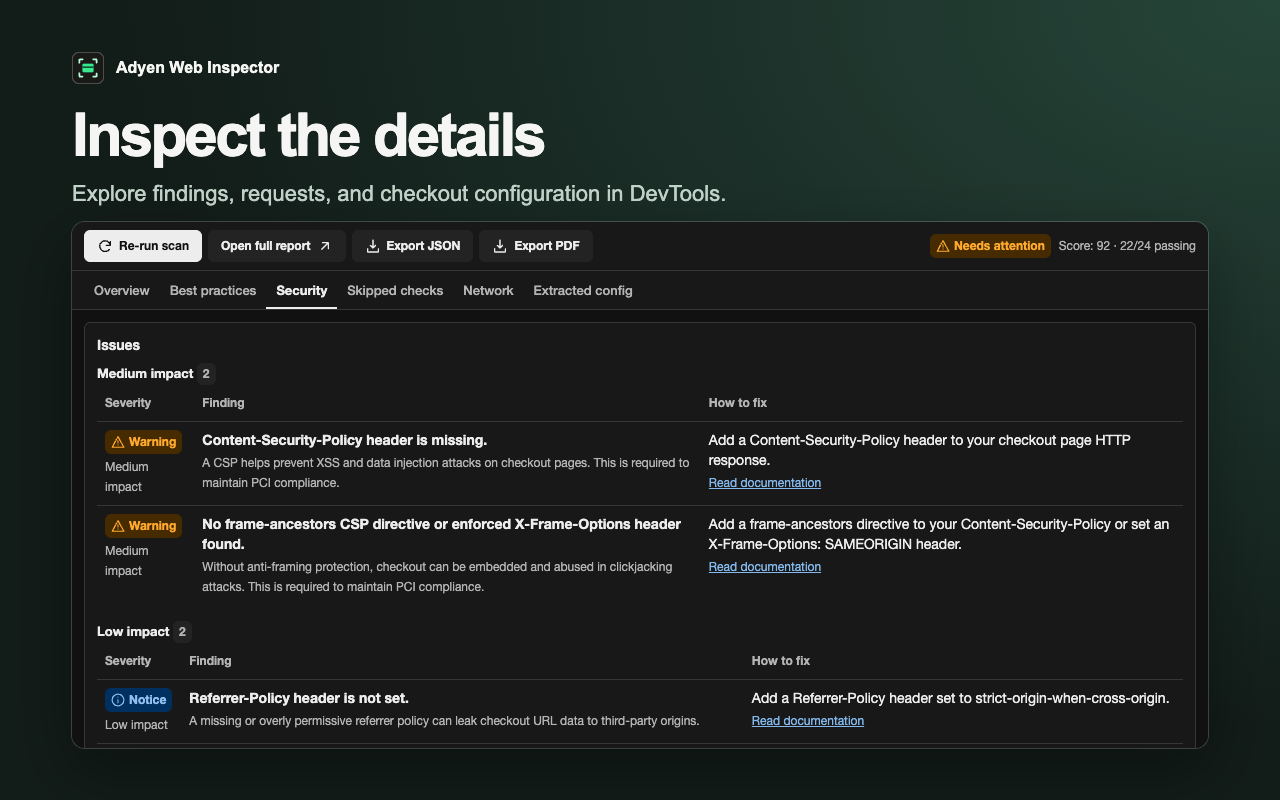 Adyen Web Inspector
Inspect the details
Explore findings, requests, and checkout configuration in DevTools.
Re-run scan
Open full report
Export JSON
Export PDF
Needs attention
Score: 92 · 22/24 passing
Overview
Best practices
Security
Skipped checks
Network
Extracted config
Issues
Medium impact 2
Severity
Finding
How to fix
Warning
Medium
impact
Content-Security-Policy header is missing.
A CSP helps prevent XSS and data injection attacks on checkout pages. This is required to
maintain PCI compliance.
Add a Content-Security-Policy header to your checkout page HTTP
response.
Read documentation
Warning
Medium
impact
No frame-ancestors CSP directive or enforced X-Frame-Options header
found.
Without anti-framing protection, checkout can be embedded and abused in clickjacking
attacks. This is required to maintain PCI compliance.
Add a frame-ancestors directive to your Content-Security-Policy or set an
X-Frame-Options: SAMEORIGIN header.
Read documentation
Low impact 2
Severity
Finding
How to fix
Notice
Low impact
Referrer-Policy header is not set.
A missing or overly permissive referrer policy can leak checkout URL data to third-party origins.
Add a Referrer-Policy header set to strict-origin-when-cross-origin.
Read documentation